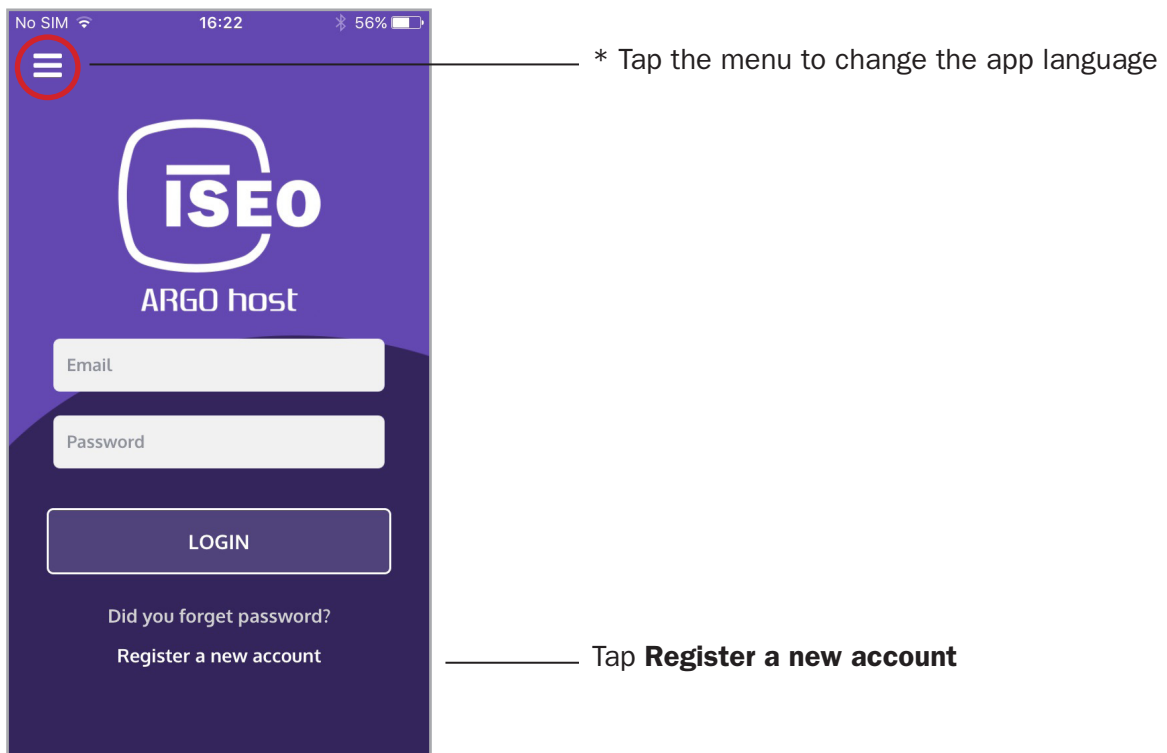 No SIM 16:22 56%
* Tap the menu to change the app language
ISEO
ARGO host
Email
Password
LOGIN
Did you forget password?
Register a new account
Tap Register a new account